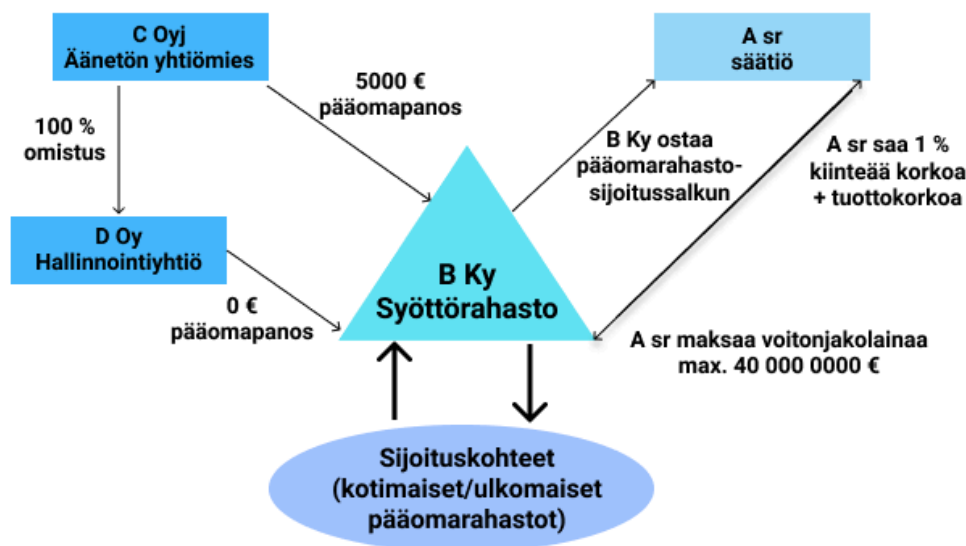 C Oyj
Äänetön yhtiömies
A sr
säätiö
5000 €
pääomapanos
100 %
omistus
B Ky ostaa
pääomarahasto-
sijoitussalkun
A sr saa 1 %
kiinteää korkoa
+ tuottokorkoa
D Oy
Hallinnointiyhtiö
B Ky
Syöttörahasto
0 €
pääomapanos
A sr maksaa voitonjakolainaa
max. 40 000 0000 €
Sijoituskohteet
(kotimaiset/ulkomaiset
pääomarahastot)